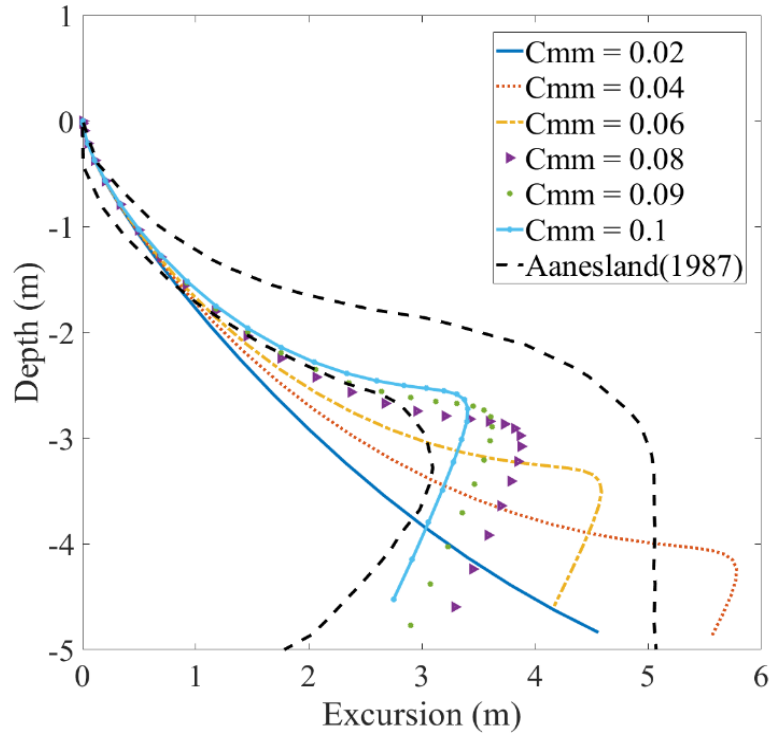 1
0
-1
-2
-3
-4
-5
Depth (m)
0
1
2
3
4
5
6
Excursion (m)
Cmm = 0.02
Cmm = 0.04
Cmm = 0.06
Cmm = 0.08
Cmm = 0.09
Cmm = 0.1
Aanesland(1987)